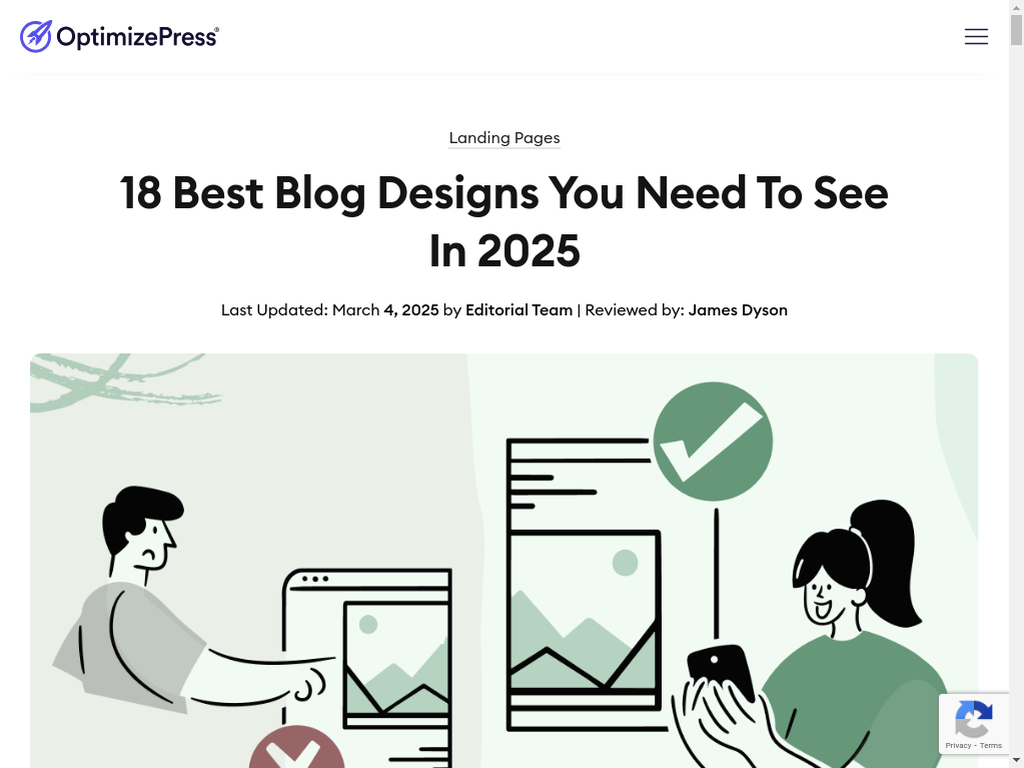 OptimizePress®
Landing Pages
18 Best Blog Designs You Need To See
In 2025
Last Updated: March 4, 2025 by Editorial Team | Reviewed by: James Dyson
Privacy - Terms